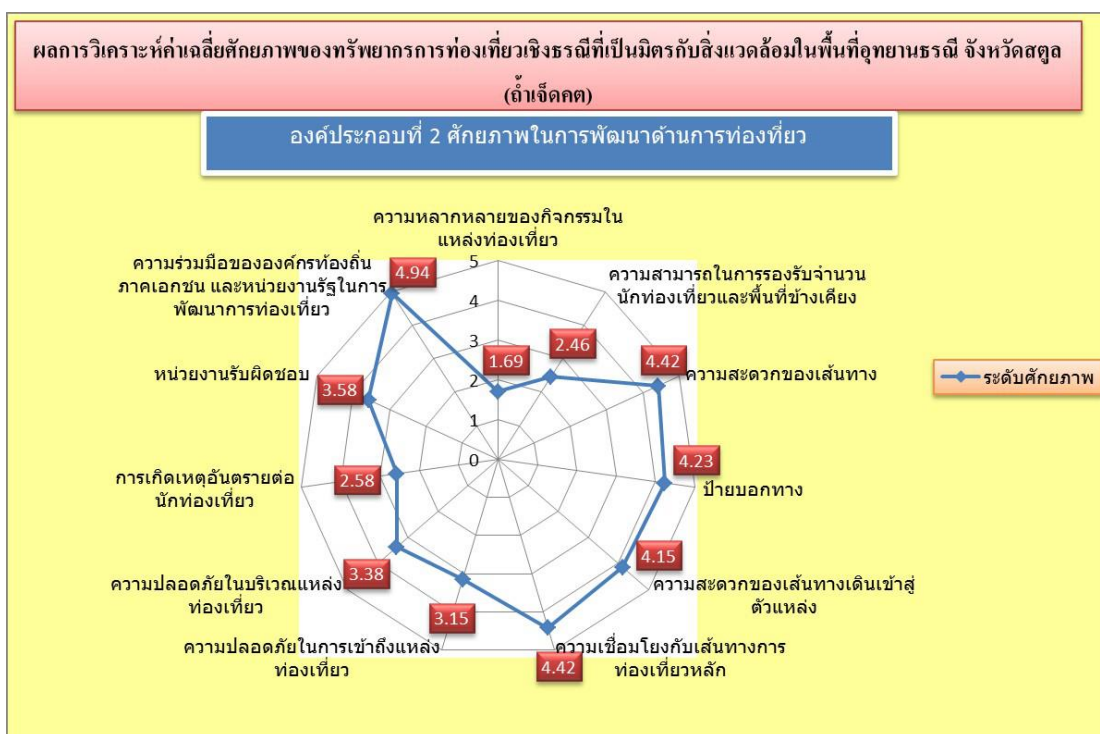 ผลการวิเคราะห์ค่าเฉลี่ยศักยภาพของทรัพยากรการท่องเที่ยวเชิงธรณีที่เป็นมิตรกับสิ่งแวดล้อมในพื้นที่อุทยานธรณี จังหวัดสตูล
(ถ้ำเจ็ดคต)
องค์ประกอบที่ 2 ศักยภาพในการพัฒนาด้านการท่องเที่ยว
ความหลากหลายของกิจกรรมใน
แหล่งท่องเที่ยว
1.69
ความสามารถในการรองรับจำนวน
นักท่องเที่ยวและพื้นที่ข้างเคียง
2.46
ความสะดวกของเส้นทาง
4.42
ป้ายบอกทาง
4.23
ความสะดวกของเส้นทางเดินเข้าสู่
ตัวแหล่ง
4.15
ความเชื่อมโยงกับเส้นทางการ
ท่องเที่ยวหลัก
4.42
ความปลอดภัยในการเข้าถึงแหล่ง
ท่องเที่ยว
3.15
ความปลอดภัยในบริเวณแหล่ง
ท่องเที่ยว
3.38
การเกิดเหตุอันตรายต่อ
นักท่องเที่ยว
2.58
หน่วยงานรับผิดชอบ
3.58
ความร่วมมือขององค์กรท้องถิ่น
ภาคเอกชน และหน่วยงานรัฐในการ
พัฒนาการท่องเที่ยว
4.94
5
4
3
2
1
0
ระดับศักยภาพ